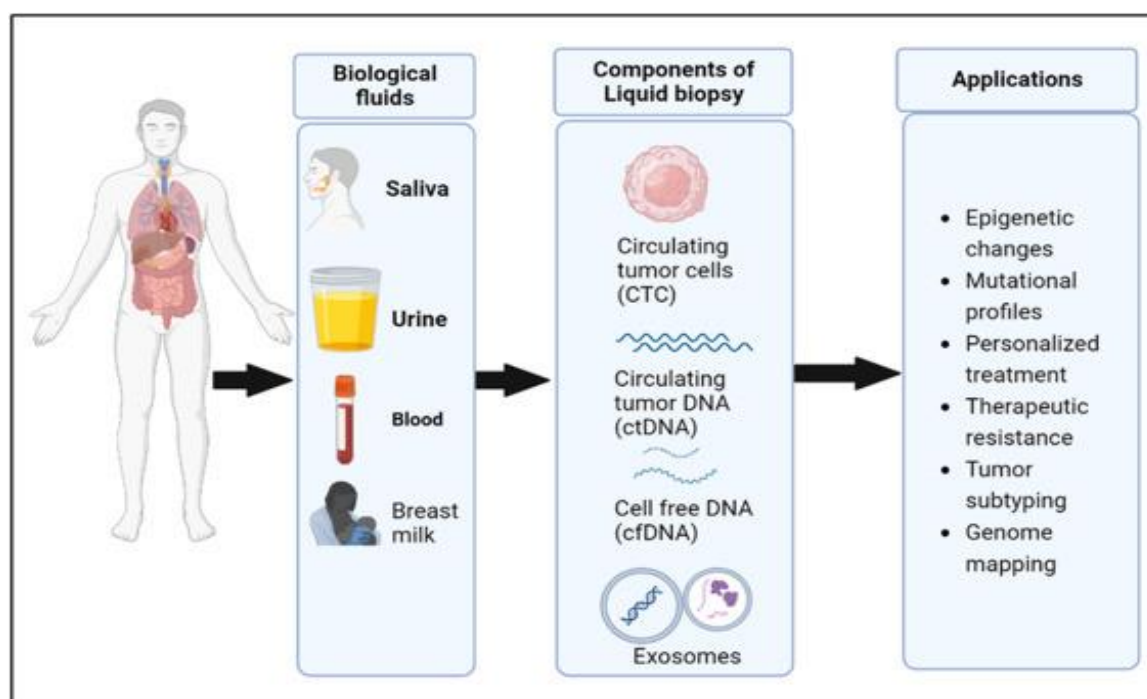 Biological
fluids
Saliva
Urine
Blood
Breast
milk
Components of
Liquid biopsy
Circulating
tumor cells
(CTC)
Circulating
tumor DNA
(ctDNA)
Cell free DNA
(cfDNA)
Exosomes
Applications
• Epigenetic
changes
• Mutational
profiles
• Personalized
treatment
• Therapeutic
resistance
• Tumor
subtyping
• Genome
mapping